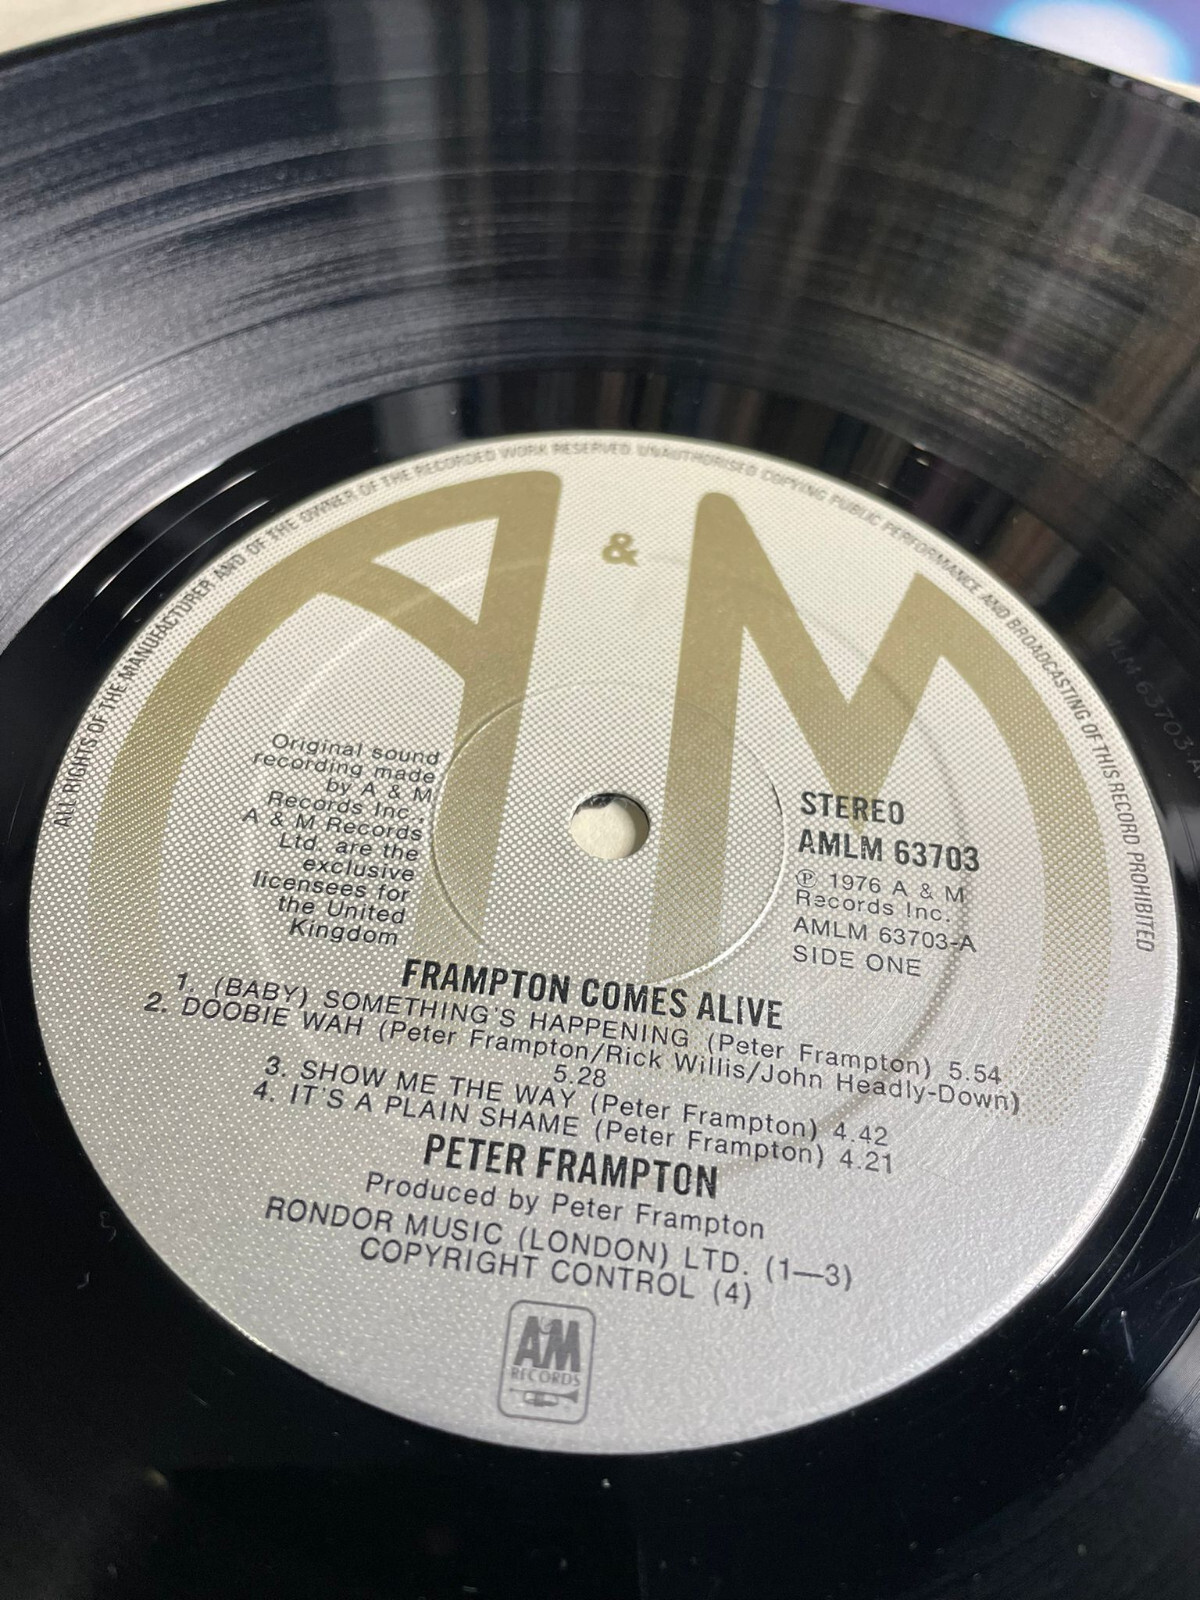 ALL RIGHTS OF THE MANUFACTURER AND OF THE OWNER OF THE RECORDED WORK RESERVED. UNAUTHORISED COPYING PUBLIC PERFORMANCE AND BROADCASTING OF THIS RECORD PROHIBITED
A & M
Original sound
recording made
by A & M
Records Inc.,
A & M Records
Ltd. are the
exclusive
licensees for
the United
Kingdom
STEREO
AMLM 63703
℗ 1976 A & M
Records Inc.
AMLM 63703-A
SIDE ONE
FRAMPTON COMES ALIVE
1. (BABY) SOMETHING'S HAPPENING (Peter Frampton) 5.54
2. DOOBIE WAH (Peter Frampton/Rick Willis/John Headly-Down)
5.28
3. SHOW ME THE WAY (Peter Frampton) 4.42
4. IT'S A PLAIN SHAME (Peter Frampton) 4.21
PETER FRAMPTON
Produced by Peter Frampton
RONDOR MUSIC (LONDON) LTD. (1—3)
COPYRIGHT CONTROL (4)
A&M
RECORDS